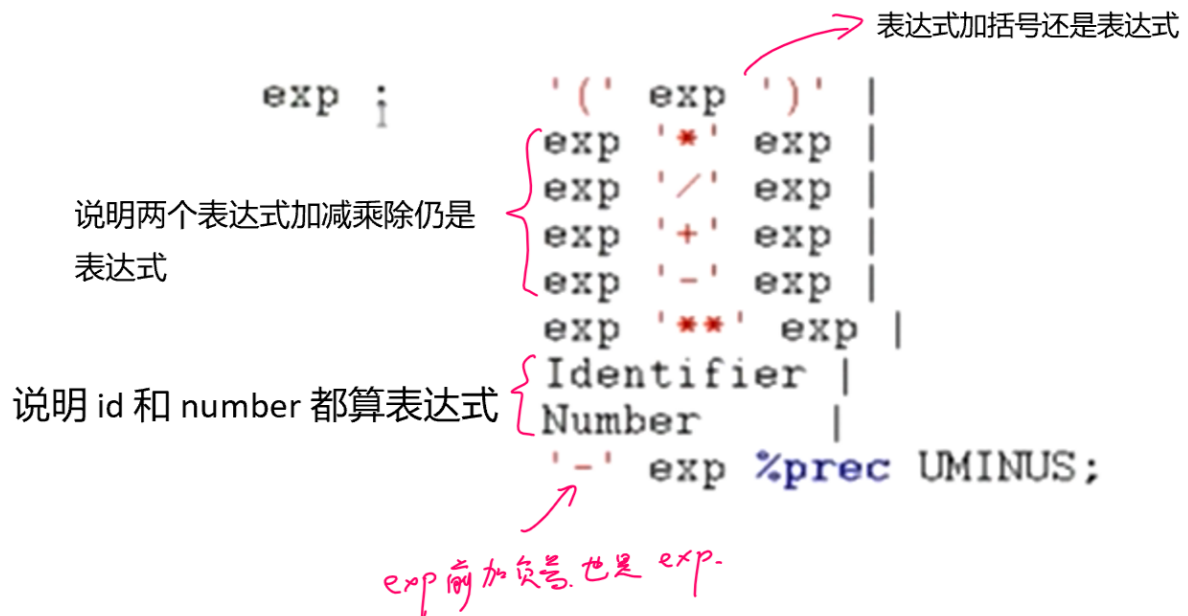 表达式加括号还是表达式
exp : '(' exp ')' |
exp '*' exp |
exp '/' exp |
说明两个表达式加减乘除仍是
表达式
exp '+' exp |
exp '-' exp |
exp '**' exp |
说明 id 和 number 都算表达式
Identifier |
Number |
'-' exp %prec UMINUS;
exp前加负号.也是 exp.